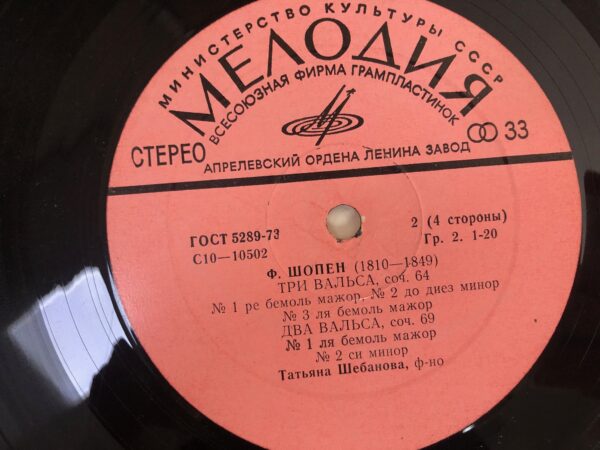 МИНИСТЕРСТВО КУЛЬТУРЫ СССР
МЕЛОДИЯ
ВСЕСОЮЗНАЯ ФИРМА ГРАМПЛАСТИНОК
СТЕРЕО
33
АПРЕЛЕВСКИЙ ОРДЕНА ЛЕНИНА ЗАВОД
ГОСТ 5289-73
2 (4 стороны)
С10—10502
Гр. 2. 1-20
Ф. ШОПЕН (1810—1849)
ТРИ ВАЛЬСА, соч. 64
№ 1 ре бемоль мажор, № 2 до диез минор
№ 3 ля бемоль мажор
ДВА ВАЛЬСА, соч. 69
№ 1 ля бемоль мажор
№ 2 си минор
Татьяна Шебанова, ф-но